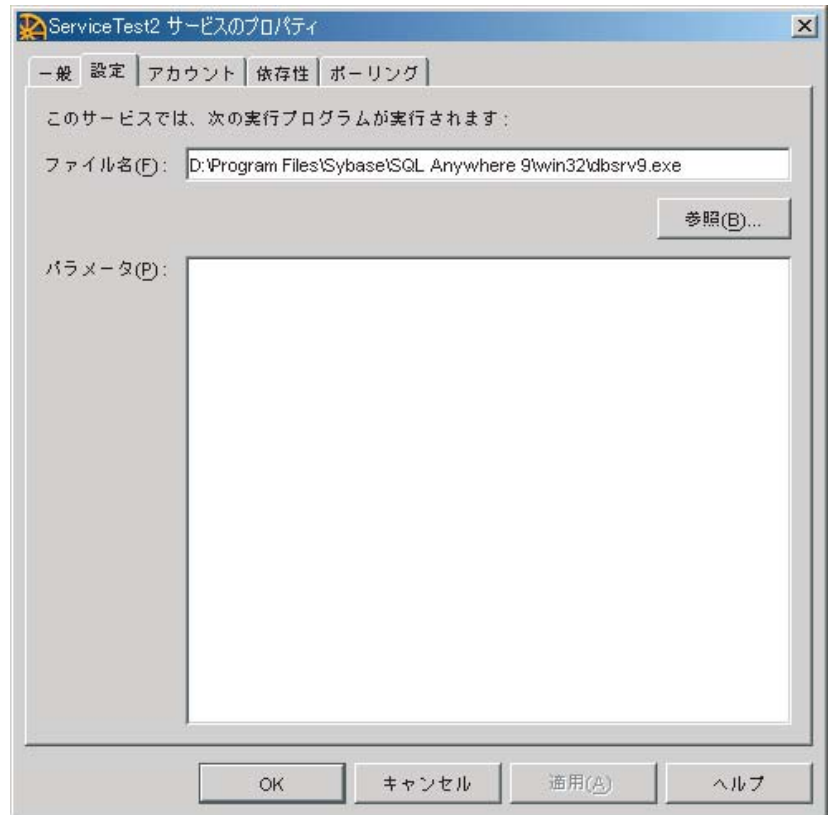 ServiceTest2 サービスのプロパティ
一般 設定 アカウント 依存性 ポーリング
このサービスでは、次の実行プログラムが実行されます:
ファイル名(F): D:\Program Files\Sybase\SQL Anywhere 9\win32\dbsrv9.exe
参照(B)...
パラメータ(P):
OK キャンセル 適用(A) ヘルプ